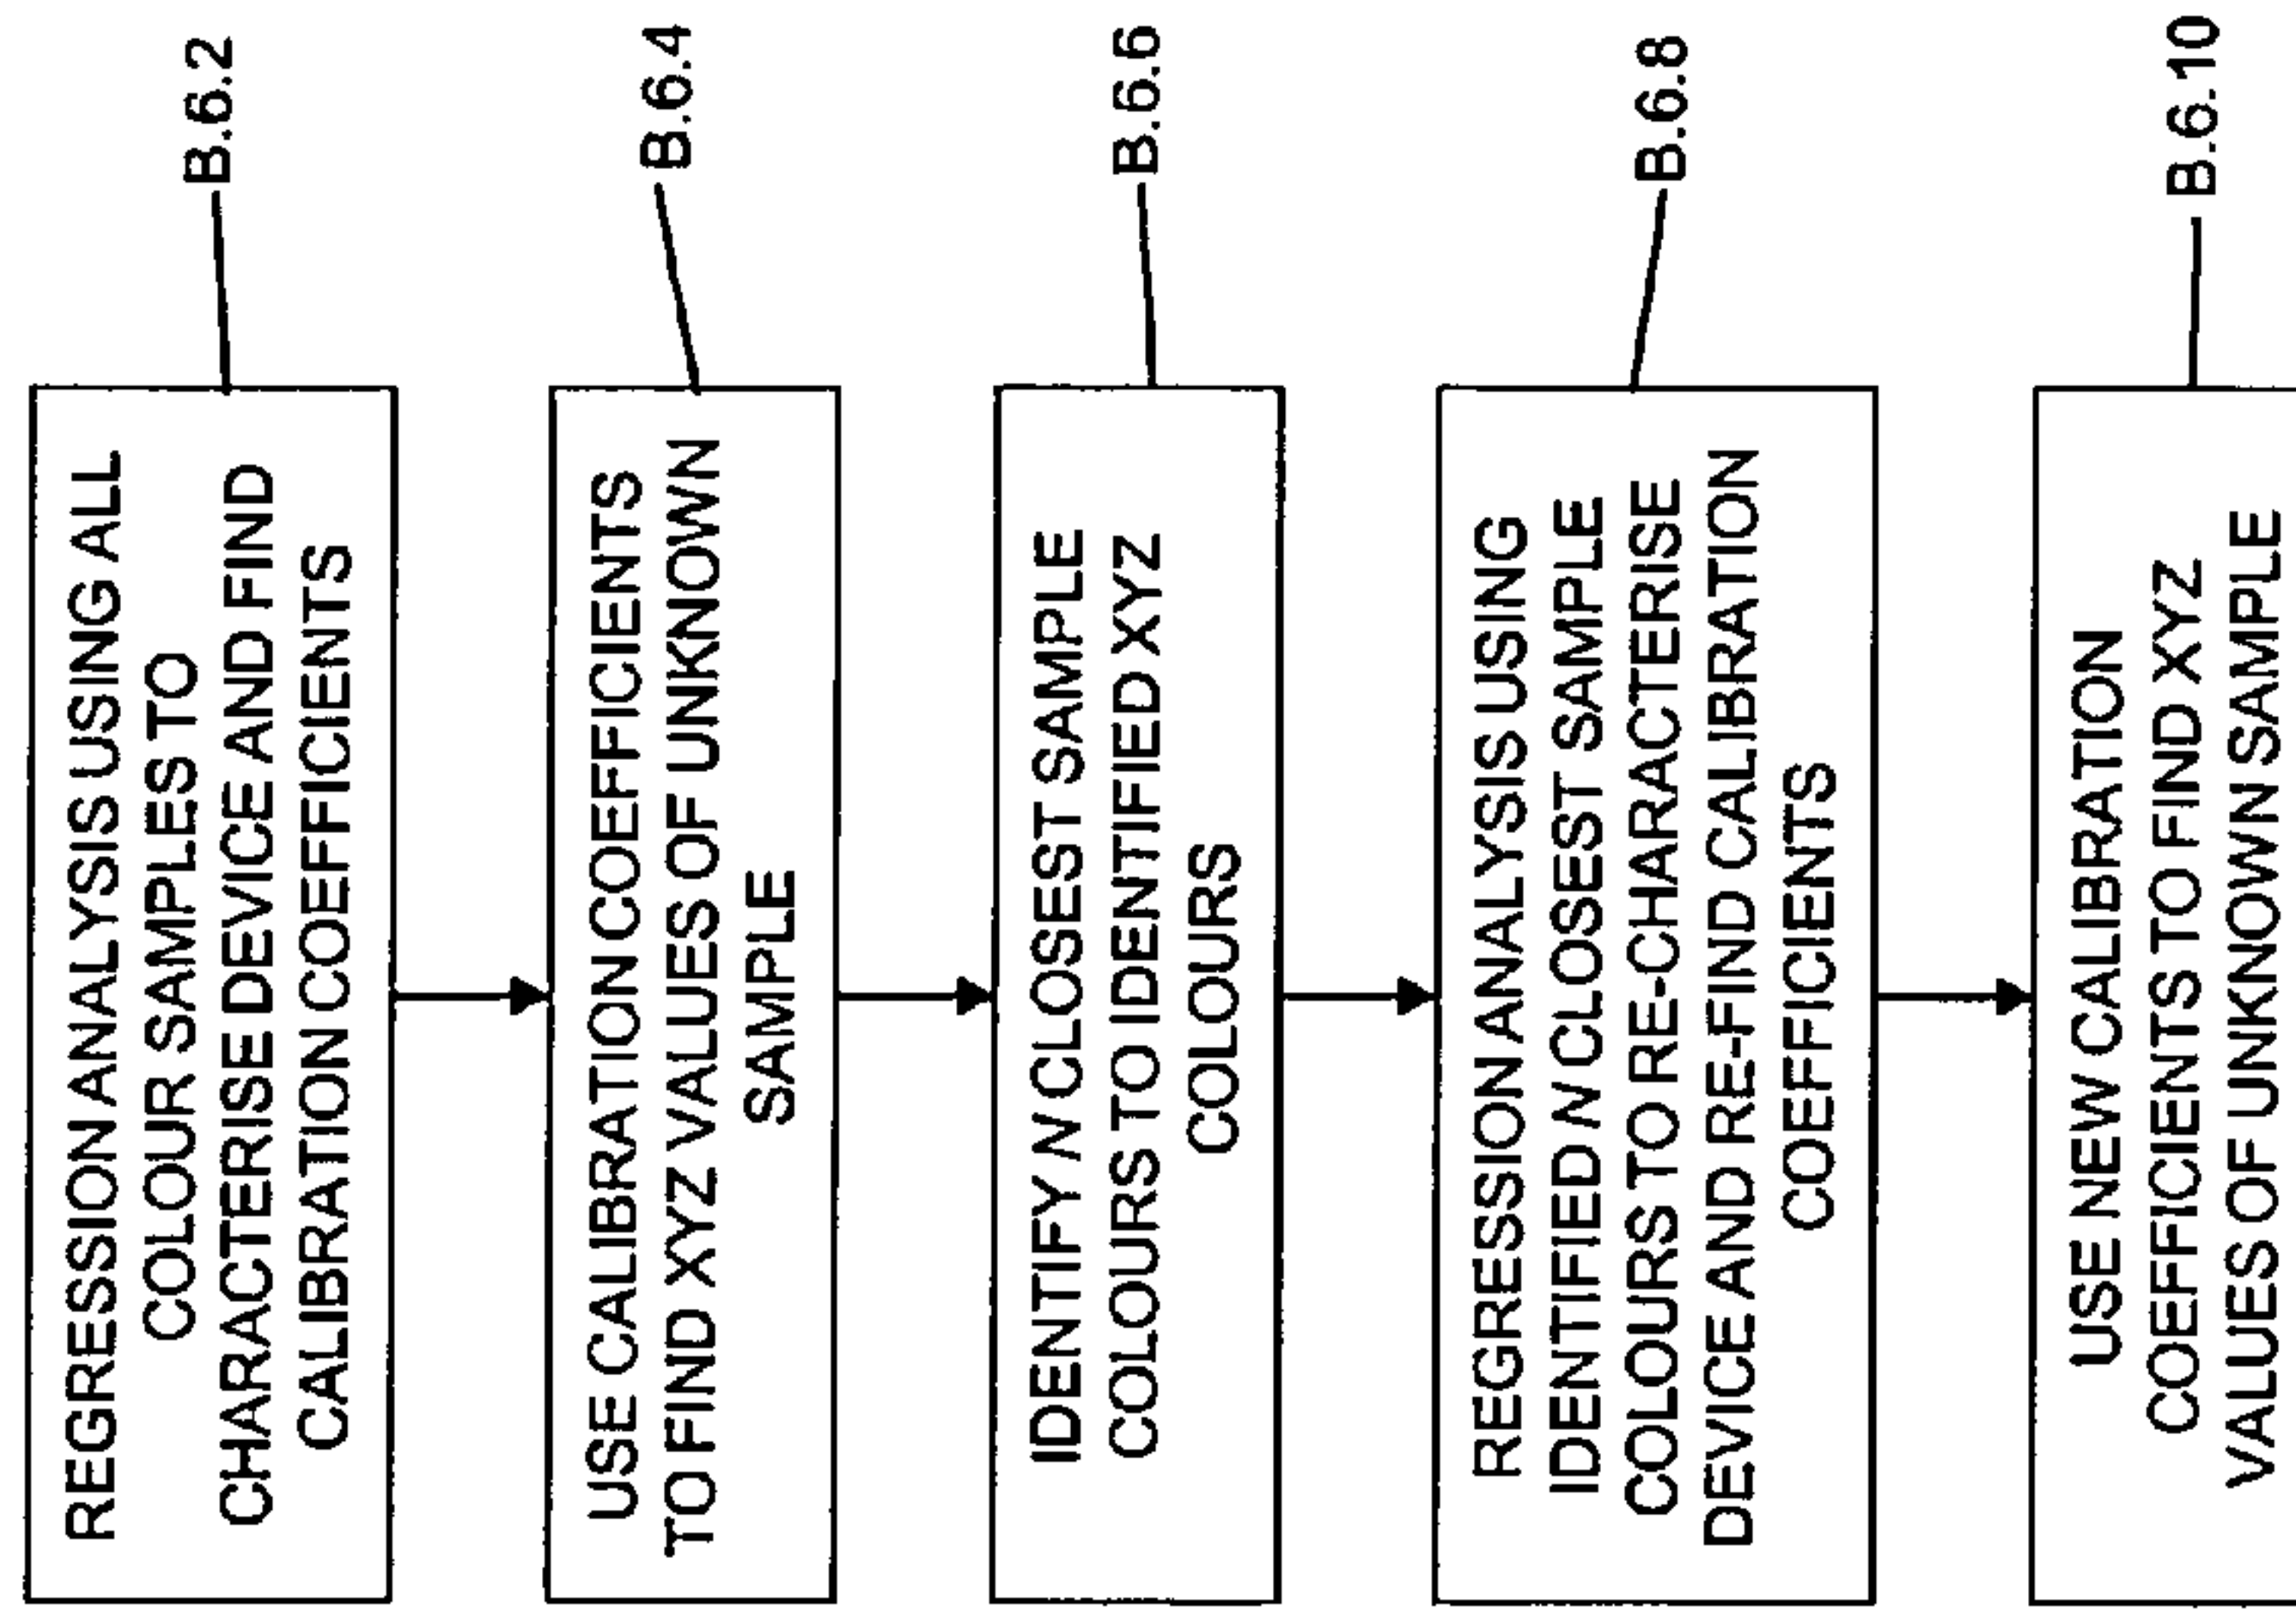 REGRESSION ANALYSIS USING ALL
COLOUR SAMPLES TO
CHARACTERISE DEVICE AND FIND
CALIBRATION COEFFICIENTS
B.6.2
USE CALIBRATION COEFFICIENTS
TO FIND XYZ VALUES OF UNKNOWN
SAMPLE
B.6.4
IDENTIFY N CLOSEST SAMPLE
COLOURS TO IDENTIFIED XYZ
COLOURS
B.6.6
REGRESSION ANALYSIS USING
IDENTIFIED N CLOSEST SAMPLE
COLOURS TO RE-CHARACTERISE
DEVICE AND RE-FIND CALIBRATION
COEFFICIENTS
B.6.8
USE NEW CALIBRATION
COEFFICIENTS TO FIND XYZ
VALUES OF UNKNOWN SAMPLE
B.6.10